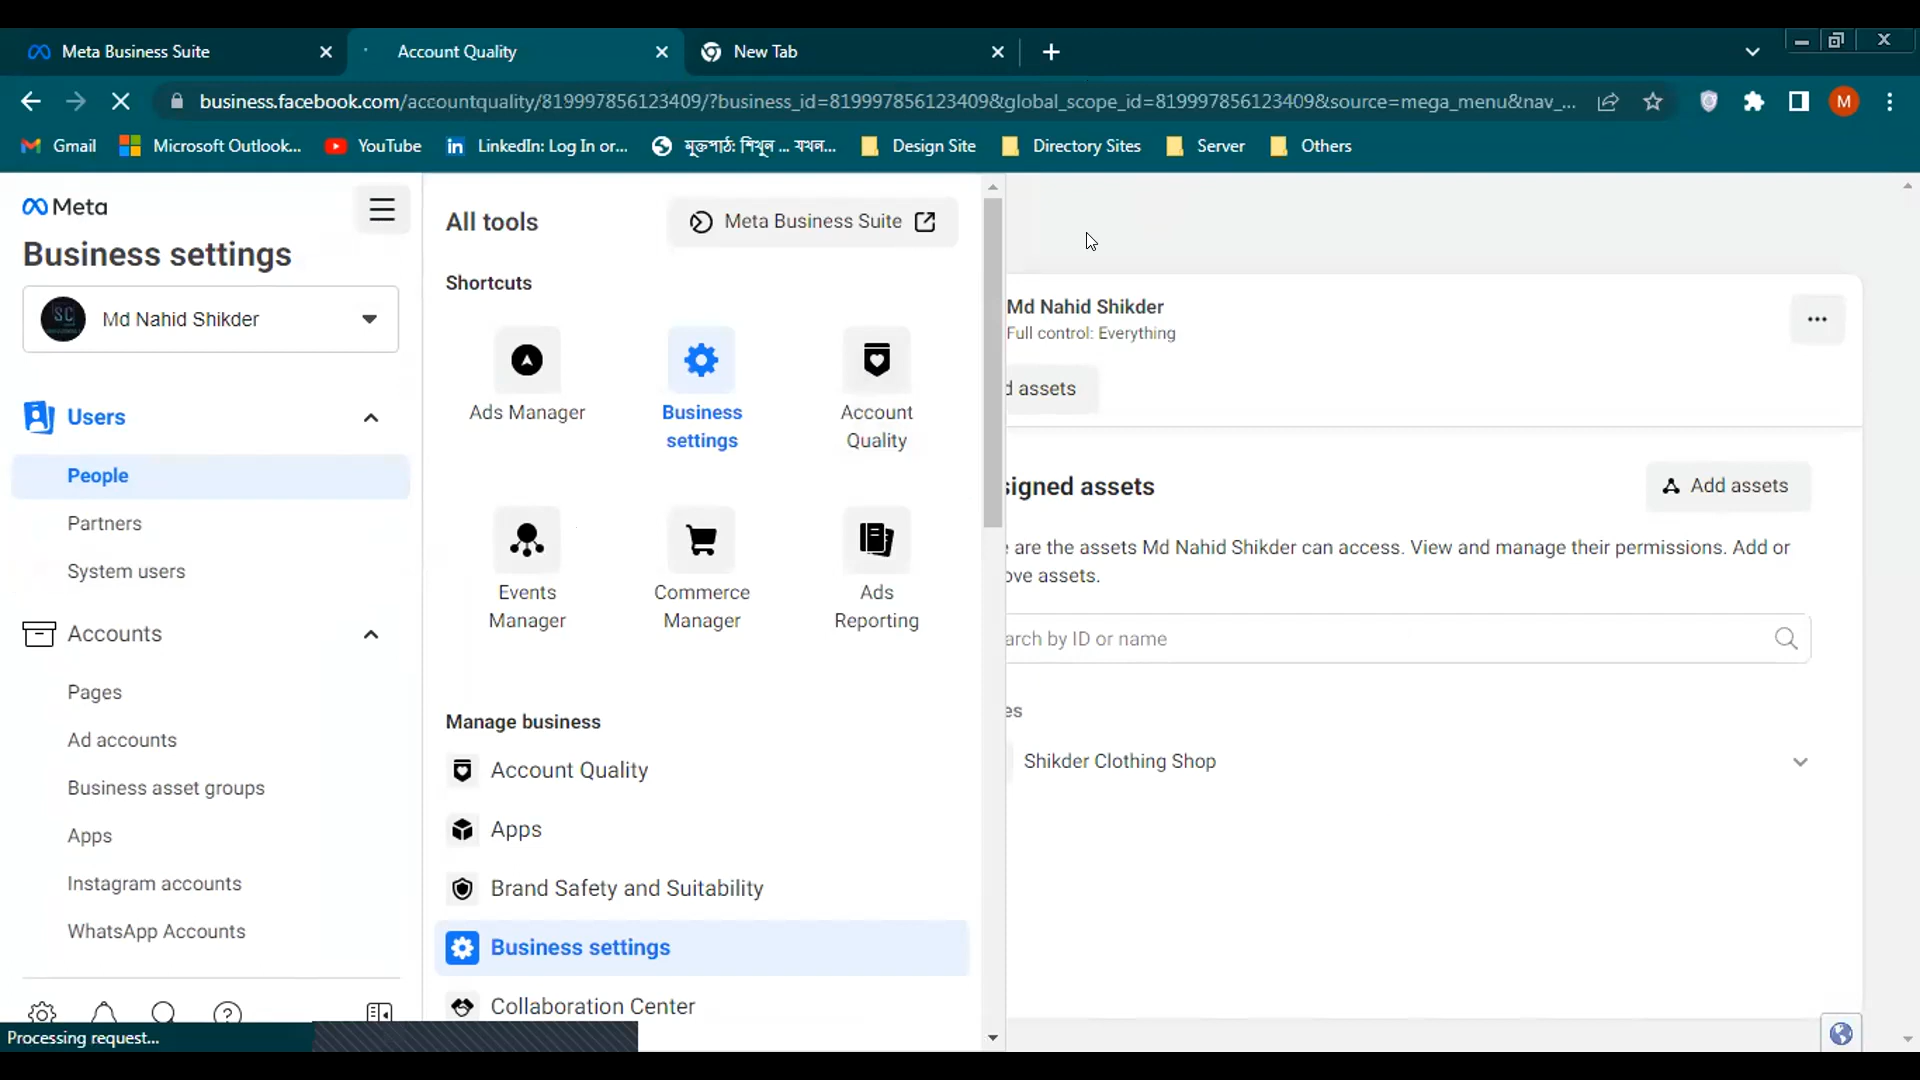 Meta Business Suite
Account Quality
New Tab
business.facebook.com/accountquality/819997856123409/?business_id=819997856123409&global_scope_id=819997856123409&source=mega_menu&nav_...
M
Gmail
Microsoft Outlook...
YouTube
in
LinkedIn: Log In or...
মুক্তপাঠ: শিখুন ... যখন...
Design Site
Directory Sites
Server
Others
Meta
Business settings
SC
Md Nahid Shikder
Users
People
Partners
System users
Accounts
Pages
Ad accounts
Business asset groups
Apps
Instagram accounts
WhatsApp Accounts
Processing request...
All tools
Meta Business Suite
Shortcuts
Ads Manager
Business
settings
Account
Quality
Events
Manager
Commerce
Manager
Ads
Reporting
Manage business
Account Quality
Apps
Brand Safety and Suitability
Business settings
Collaboration Center
Md Nahid Shikder
Full control: Everything
d assets
signed assets
Add assets
are the assets Md Nahid Shikder can access. View and manage their permissions. Add or
ove assets.
arch by ID or name
es
Shikder Clothing Shop